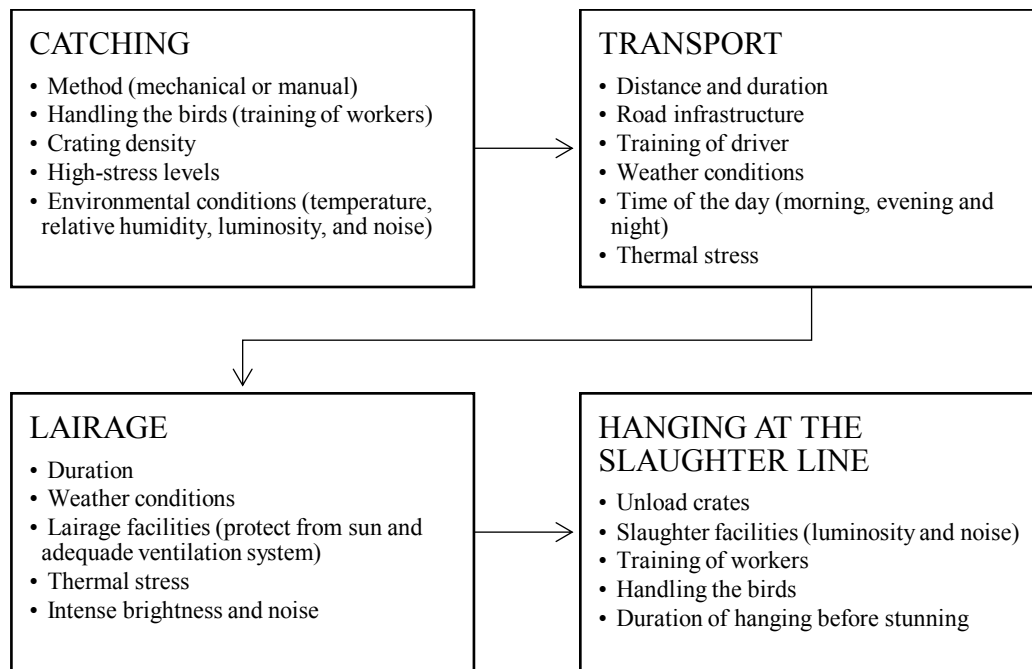 CATCHING
• Method (mechanical or manual)
• Handling the birds (training of workers)
• Crating density
• High-stress levels
• Environmental conditions (temperature,
relative humidity, luminosity, and noise)
TRANSPORT
• Distance and duration
• Road infrastructure
• Training of driver
• Weather conditions
• Time of the day (morning, evening and
night)
• Thermal stress
LAIRAGE
• Duration
• Weather conditions
• Lairage facilities (protect from sun and
adequade ventilation system)
• Thermal stress
• Intense brightness and noise
HANGING AT THE
SLAUGHTER LINE
• Unload crates
• Slaughter facilities (luminosity and noise)
• Training of workers
• Handling the birds
• Duration of hanging before stunning